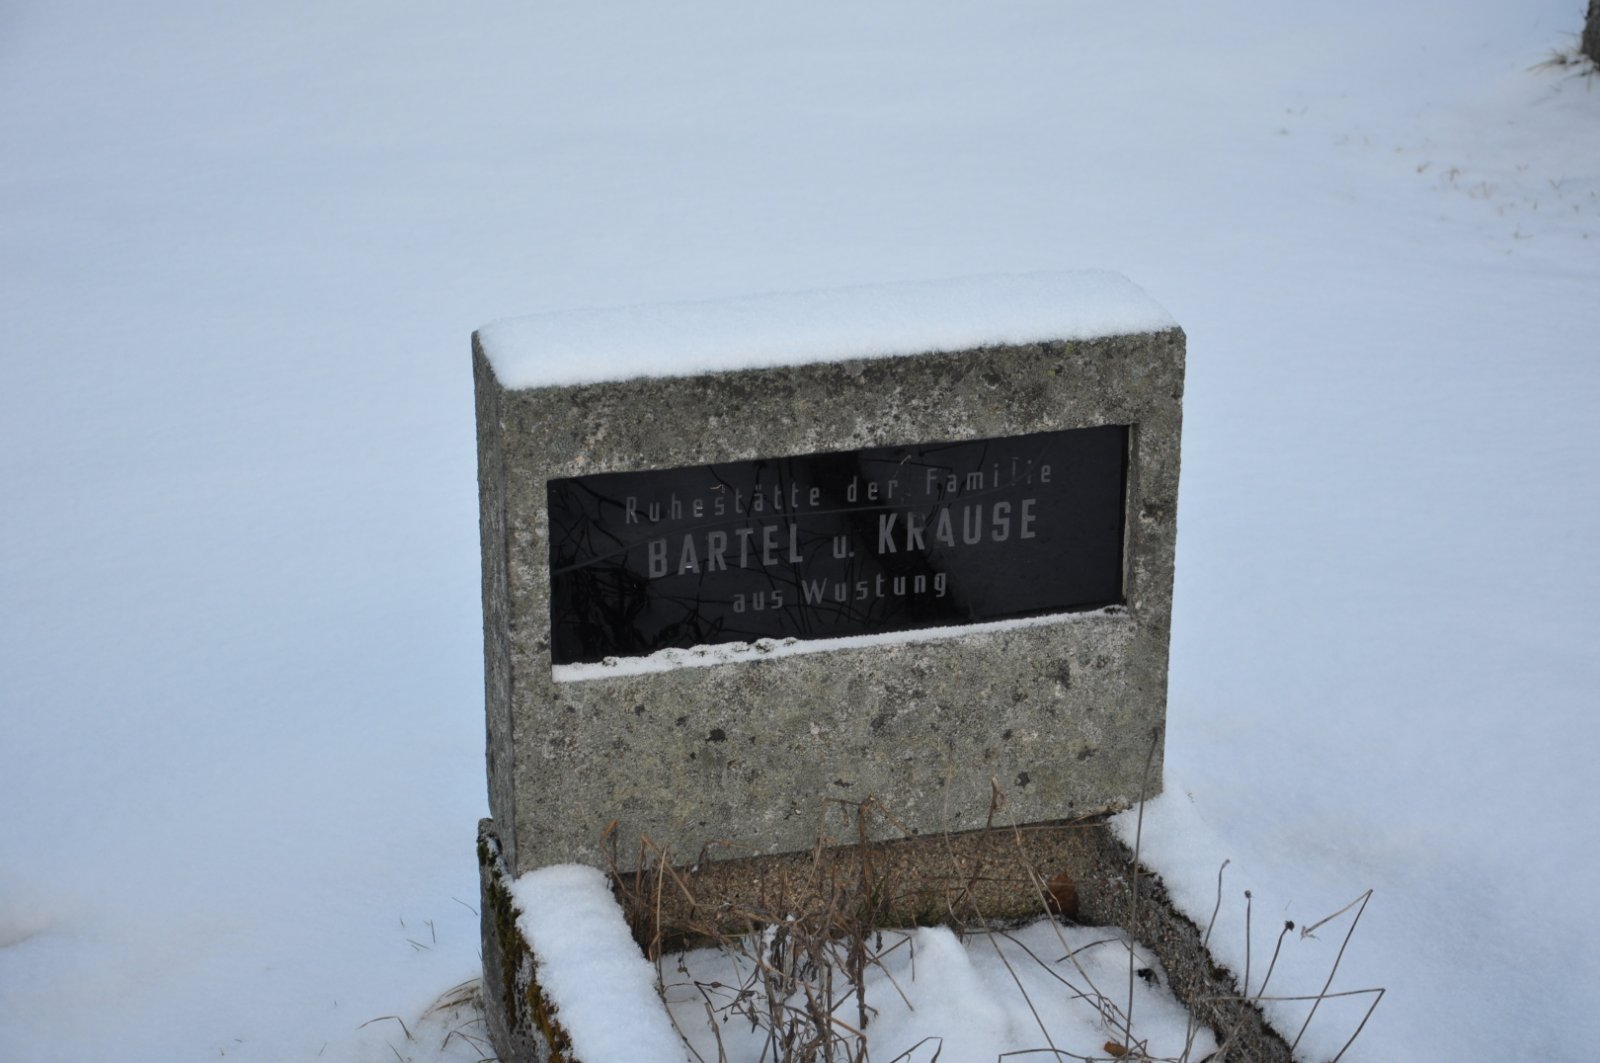 Ruhestätte der Familie
BARTEL u. KRAUSE
aus Wustung